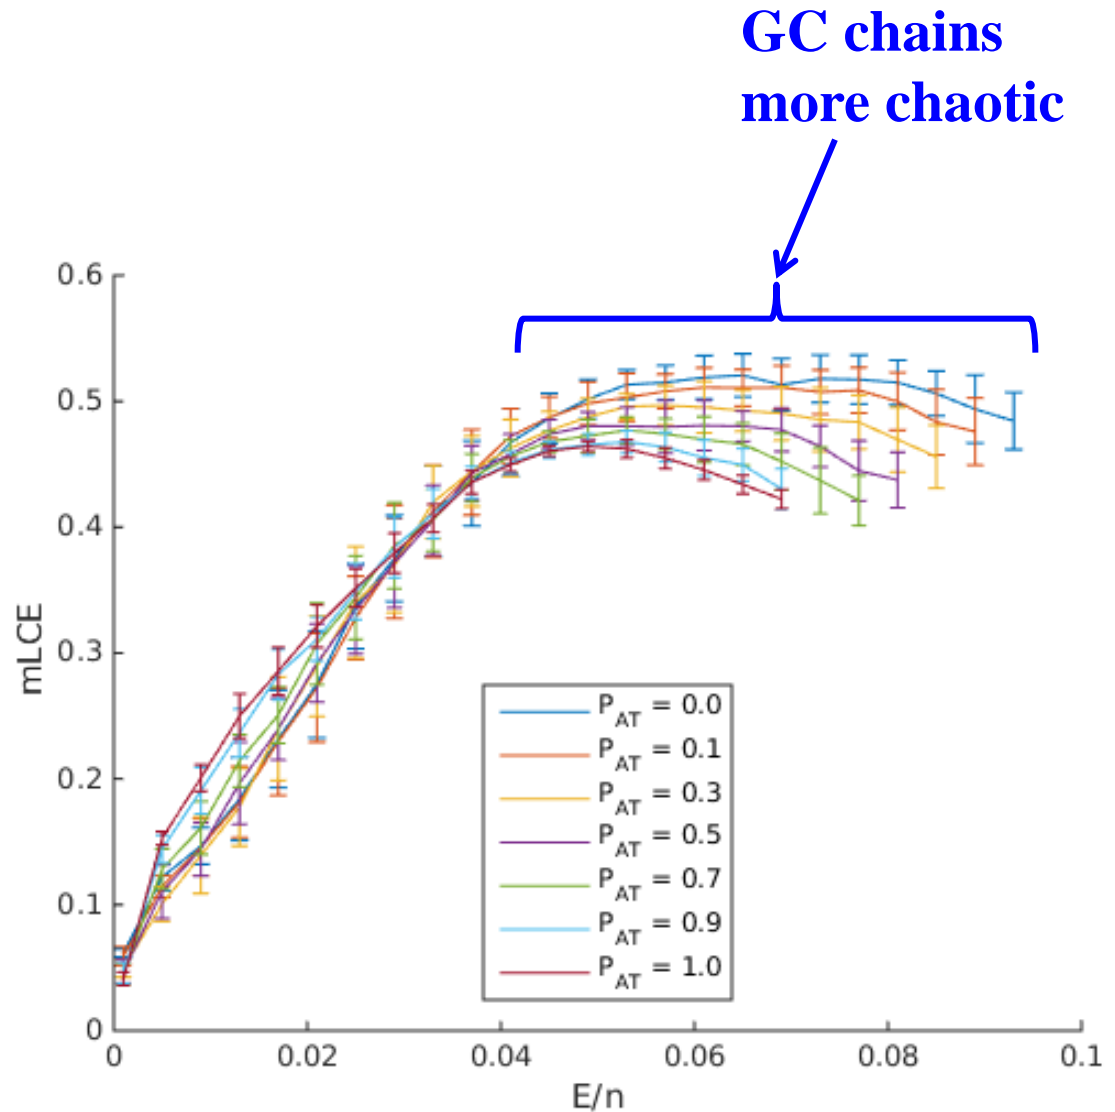 GC chains
more chaotic
0.6
0.5
0.4
0.3
0.2
0.1
0
mLCE
P_AT = 0.0
P_AT = 0.1
P_AT = 0.3
P_AT = 0.5
P_AT = 0.7
P_AT = 0.9
P_AT = 1.0
0 0.02 0.04 0.06 0.08 0.1
E/n